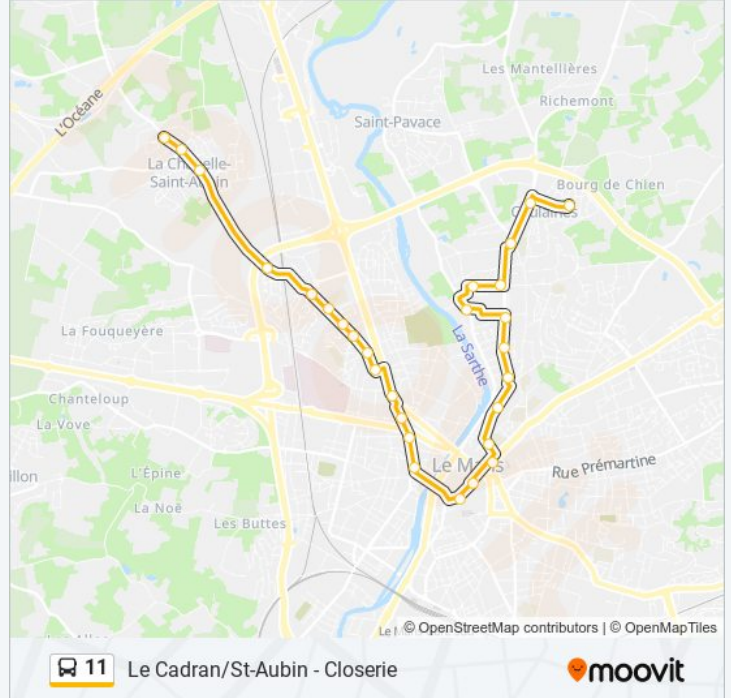 Les Mantellières
Richemont
L'Océane
Saint-Pavace
La Chapelle-
Saint-Aubin
Bourg de Chien
Coulaines
La Fouqueyère
La Sarthe
Chanteloup
La Vove
Le Mans
Rue Prémartine
illon
L'Épine
La Noë
Les Buttes
© OpenStreetMap contributors | © OpenMapTiles
11 Le Cadran/St-Aubin - Closerie
moovit